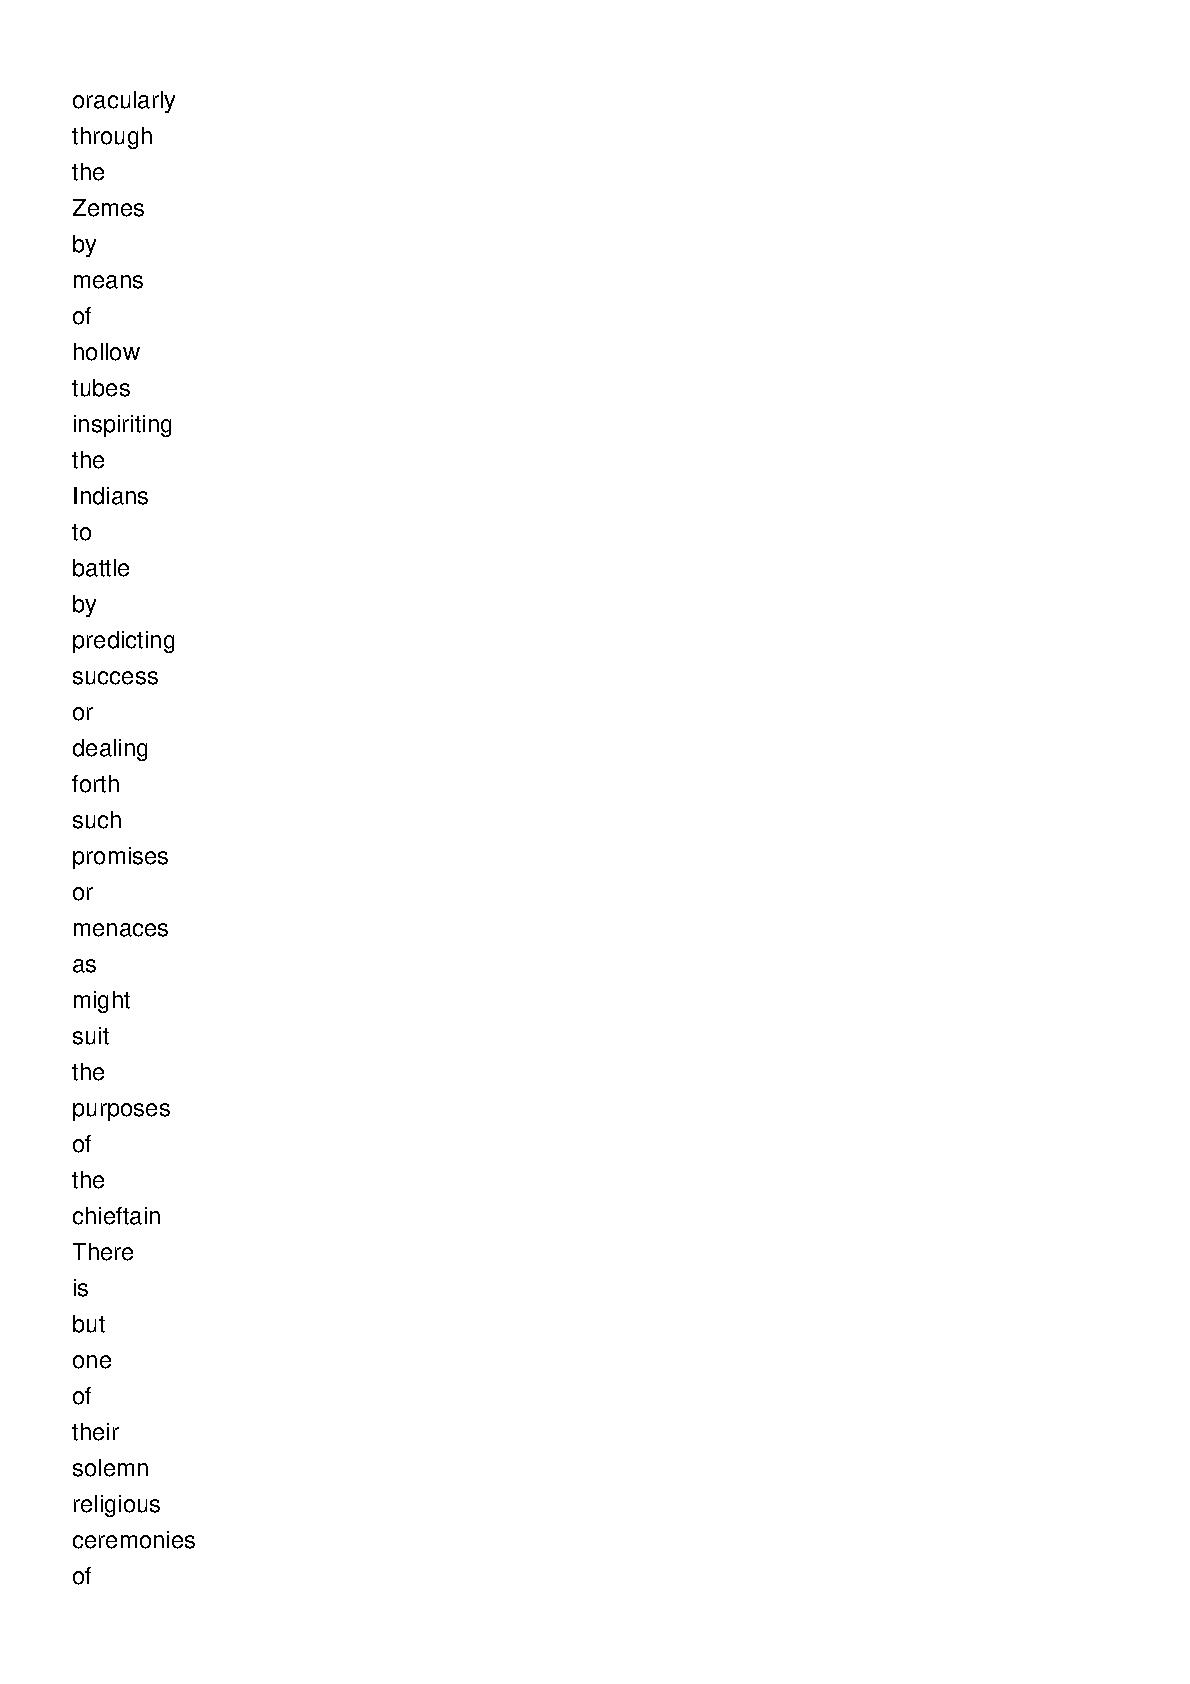 oracularly
through
the
Zemes
by
means
of
hollow
tubes
inspiriting
the
Indians
to
battle
by
predicting
success
or
dealing
forth
such
promises
or
menaces
as
might
suit
the
purposes
of
the
chieftain
There
is
but
one
of
their
solemn
religious
ceremonies
of